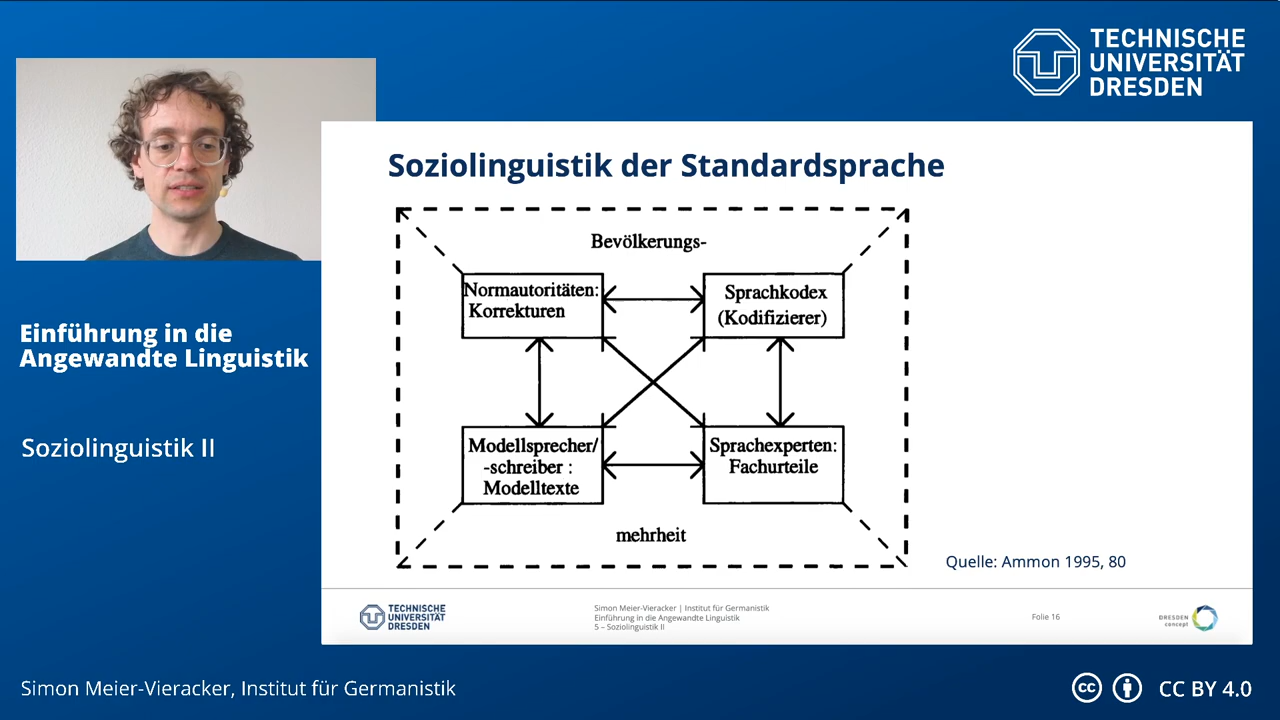 TECHNISCHE
UNIVERSITÄT
DRESDEN
Soziolinguistik der Standardsprache
Bevölkerungs-
Normautoritäten:
Korrekturen
Sprachkodex
(Kodifizierer)
Einführung in die
Angewandte Linguistik
Soziolinguistik II
Modellsprecher/
-schreiber :
Modelltexte
Sprachexperten:
Fachurteile
mehrheit
Quelle: Ammon 1995, 80
TECHNISCHE
UNIVERSITÄT
DRESDEN
Simon Meier-Vieracker | Institut für Germanistik
Einführung in die Angewandte Linguistik
5 – Soziolinguistik II
Folie 16
DRESDEN
concept
Simon Meier-Vieracker, Institut für Germanistik
cc
CC BY 4.0